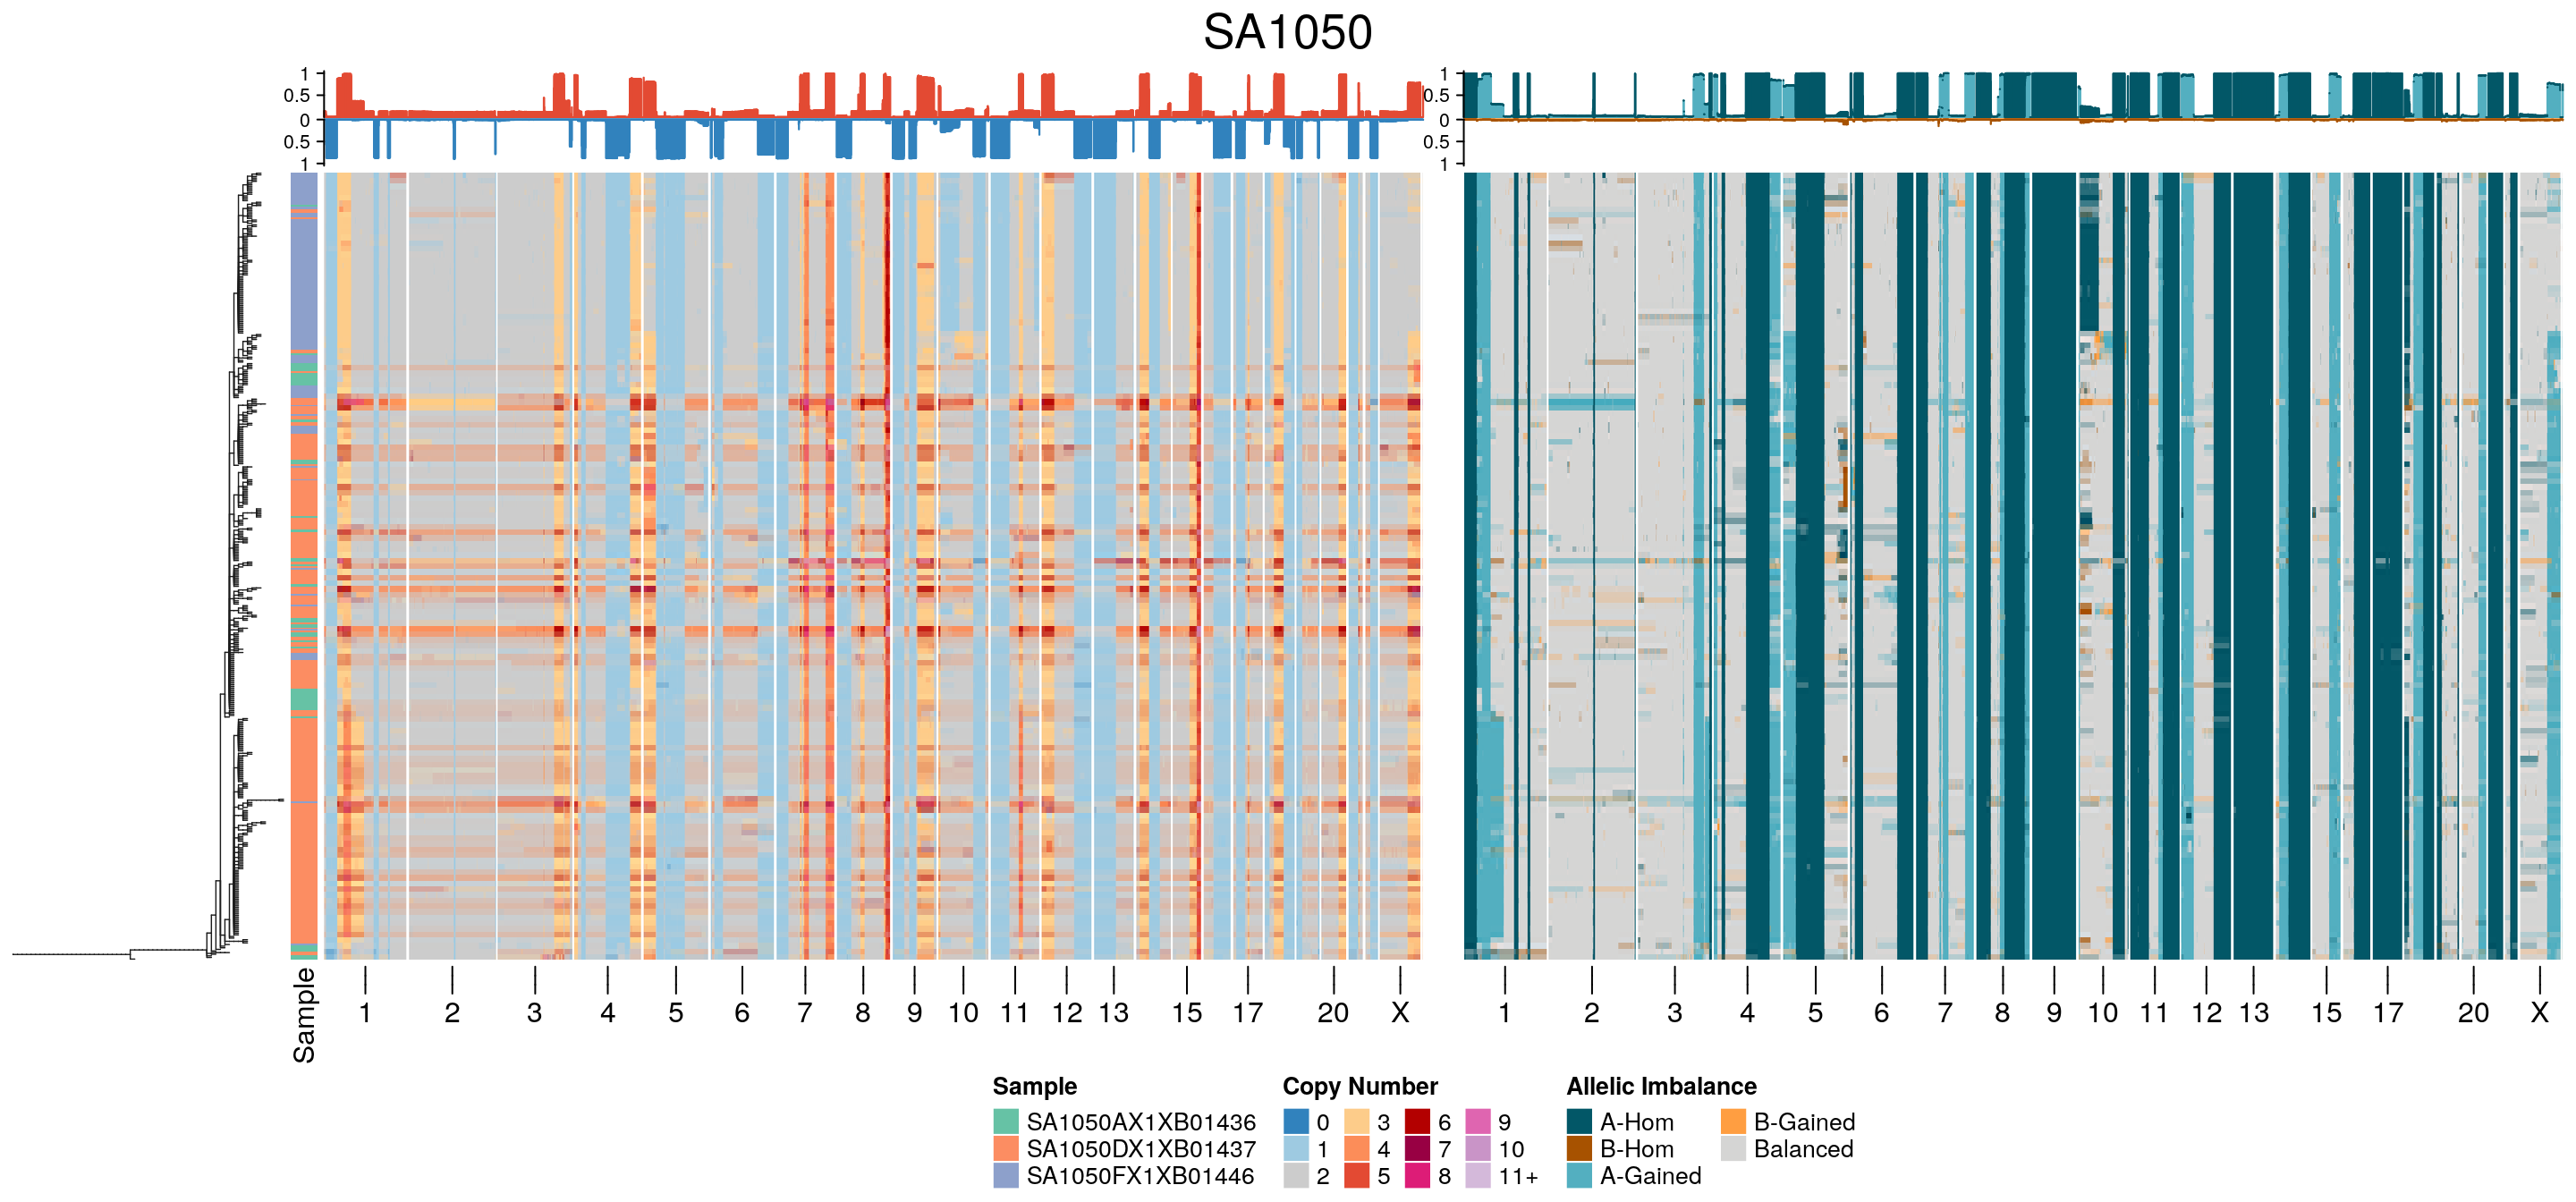 SA1050
1
0.5
0
0.5
1
1
0.5
0
0.5
1
Sample
1 2 3 4 5 6 7 8 9 10 11 12 13 15 17 20 X
1 2 3 4 5 6 7 8 9 10 11 12 13 15 17 20 X
Sample
SA1050AX1XB01436
SA1050DX1XB01437
SA1050FX1XB01446
Copy Number
0 3 6 9
1 4 7 10
2 5 8 11+
Allelic Imbalance
A-Hom B-Gained
B-Hom Balanced
A-Gained